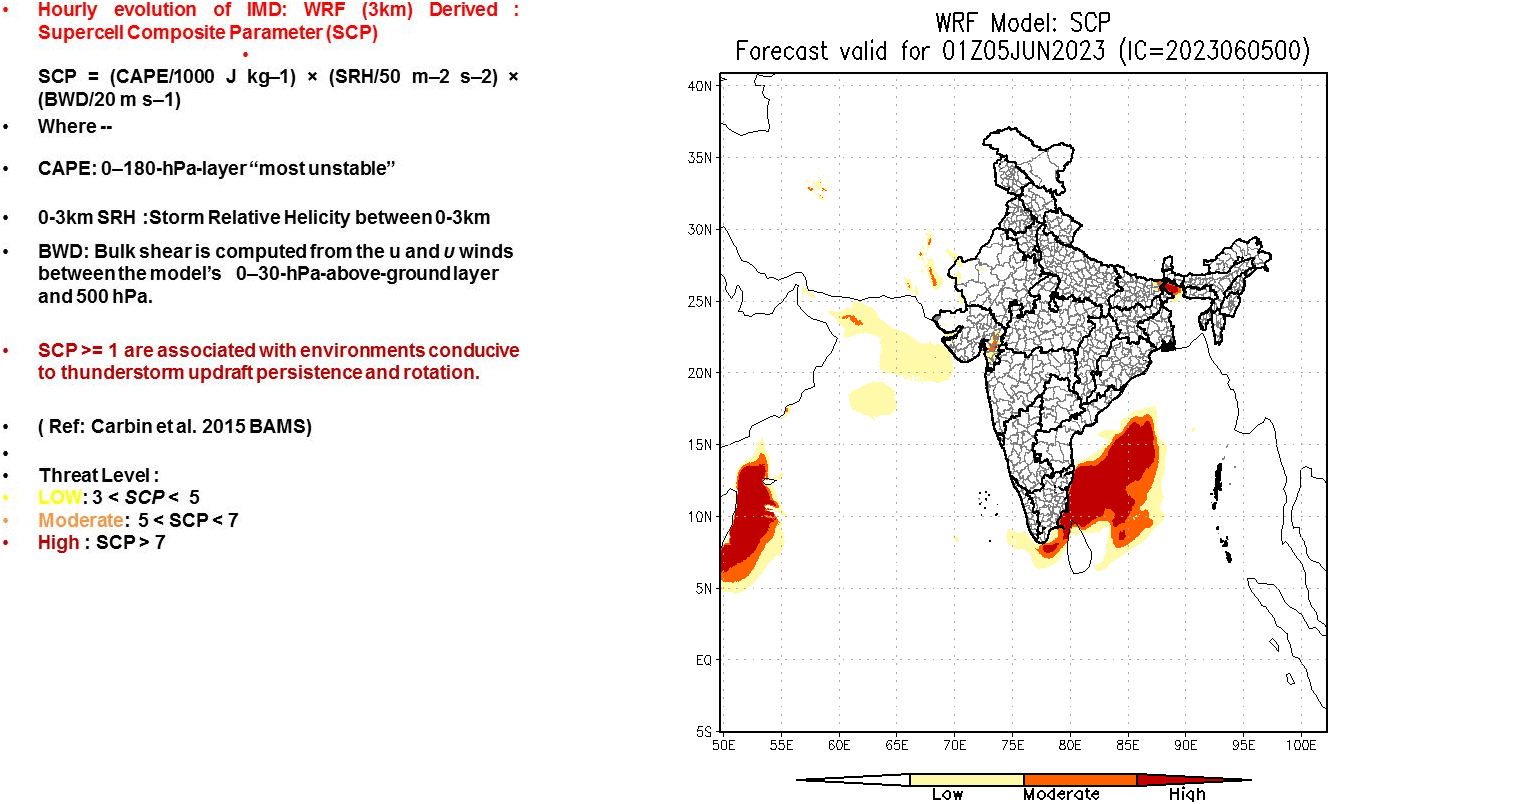 • Hourly evolution of IMD: WRF (3km) Derived :
Supercell Composite Parameter (SCP)
•
SCP = (CAPE/1000 J kg–1) × (SRH/50 m–2 s–2) ×
(BWD/20 m s–1)
• Where --
• CAPE: 0–180-hPa-layer “most unstable”
• 0-3km SRH :Storm Relative Helicity between 0-3km
• BWD: Bulk shear is computed from the u and υ winds
between the model’s 0–30-hPa-above-ground layer
and 500 hPa.
• SCP >= 1 are associated with environments conducive
to thunderstorm updraft persistence and rotation.
• ( Ref: Carbin et al. 2015 BAMS)
•
• Threat Level :
• LOW: 3 < SCP < 5
• Moderate: 5 < SCP < 7
• High : SCP > 7
WRF Model: SCP
Forecast valid for 01Z05JUN2023 (IC=2023060500)
40N
35N
30N
25N
20N
15N
10N
5N
EQ
5S
50E 55E 60E 65E 70E 75E 80E 85E 90E 95E 100E
Low Moderate High